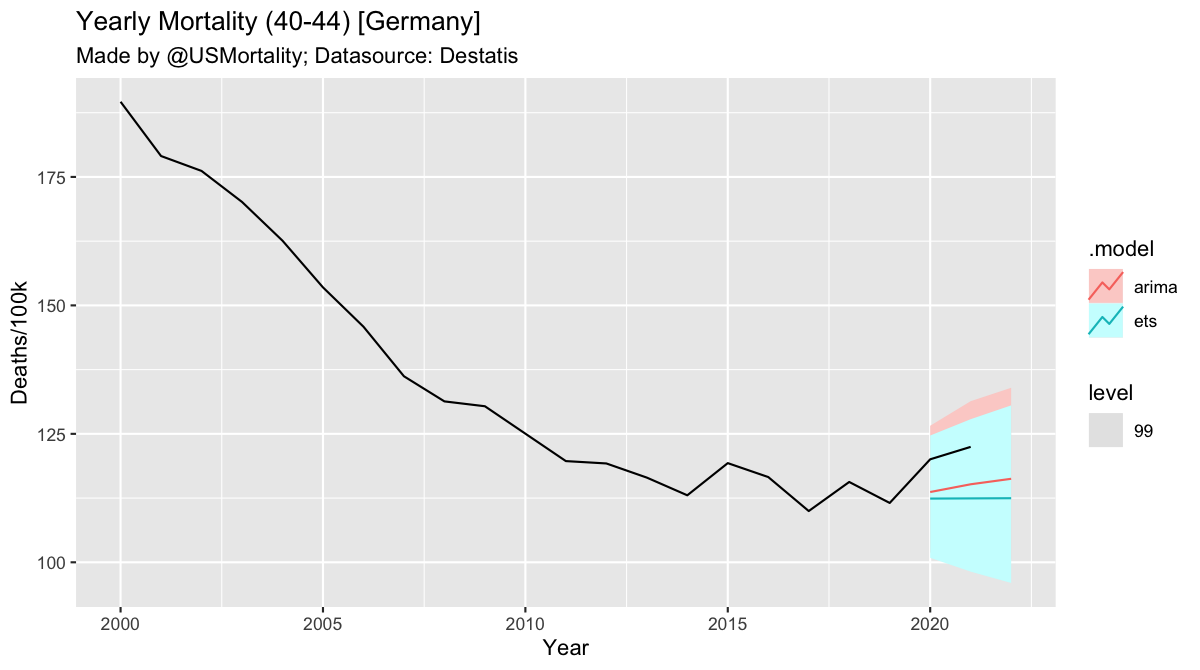 Yearly Mortality (40-44) [Germany]
Made by @USMortality; Datasource: Destatis
Deaths/100k
175
150
125
100
2000
2005
2010
2015
2020
Year
.model
arima
ets
level
99